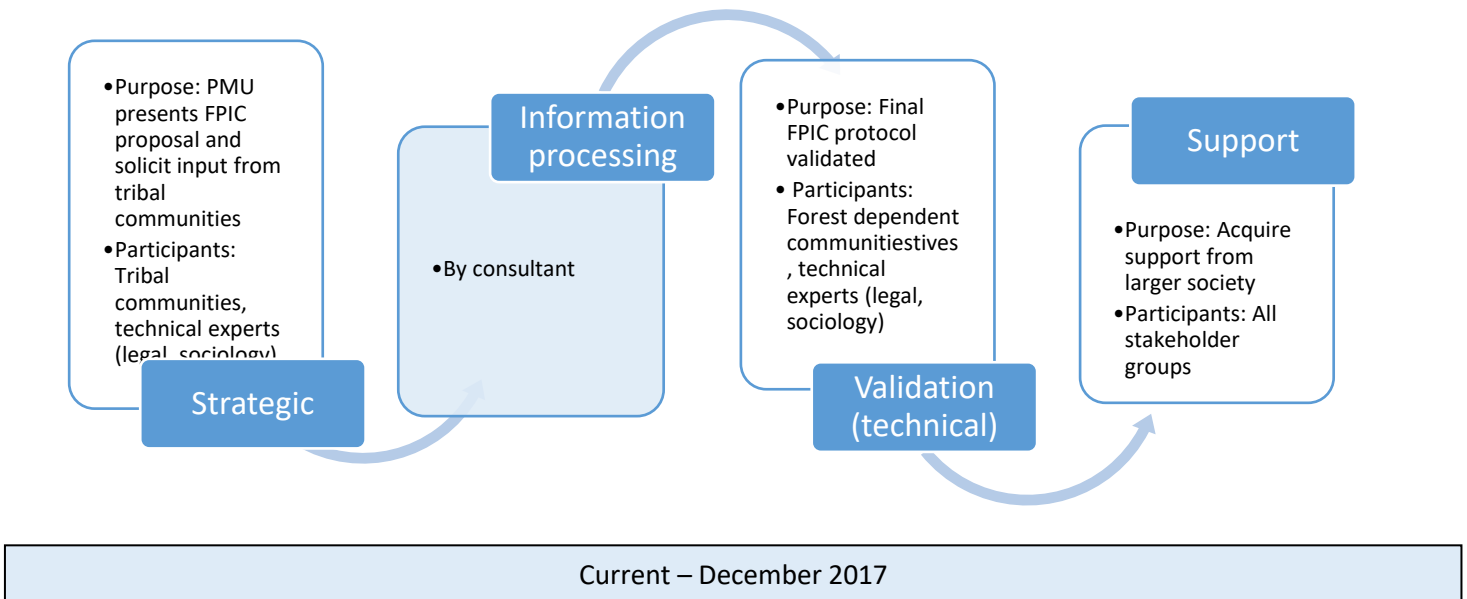 •Purpose: PMU
presents FPIC
proposal and
solicit input from
tribal
communities
•Participants:
Tribal
communities,
technical experts
(legal, sociology)
Strategic
Information
processing
•By consultant
•Purpose: Final
FPIC protocol
validated
• Participants:
Forest dependent
communitiestives
, technical
experts (legal,
sociology)
Validation
(technical)
Support
•Purpose: Acquire
support from
larger society
•Participants: All
stakeholder
groups
Current – December 2017